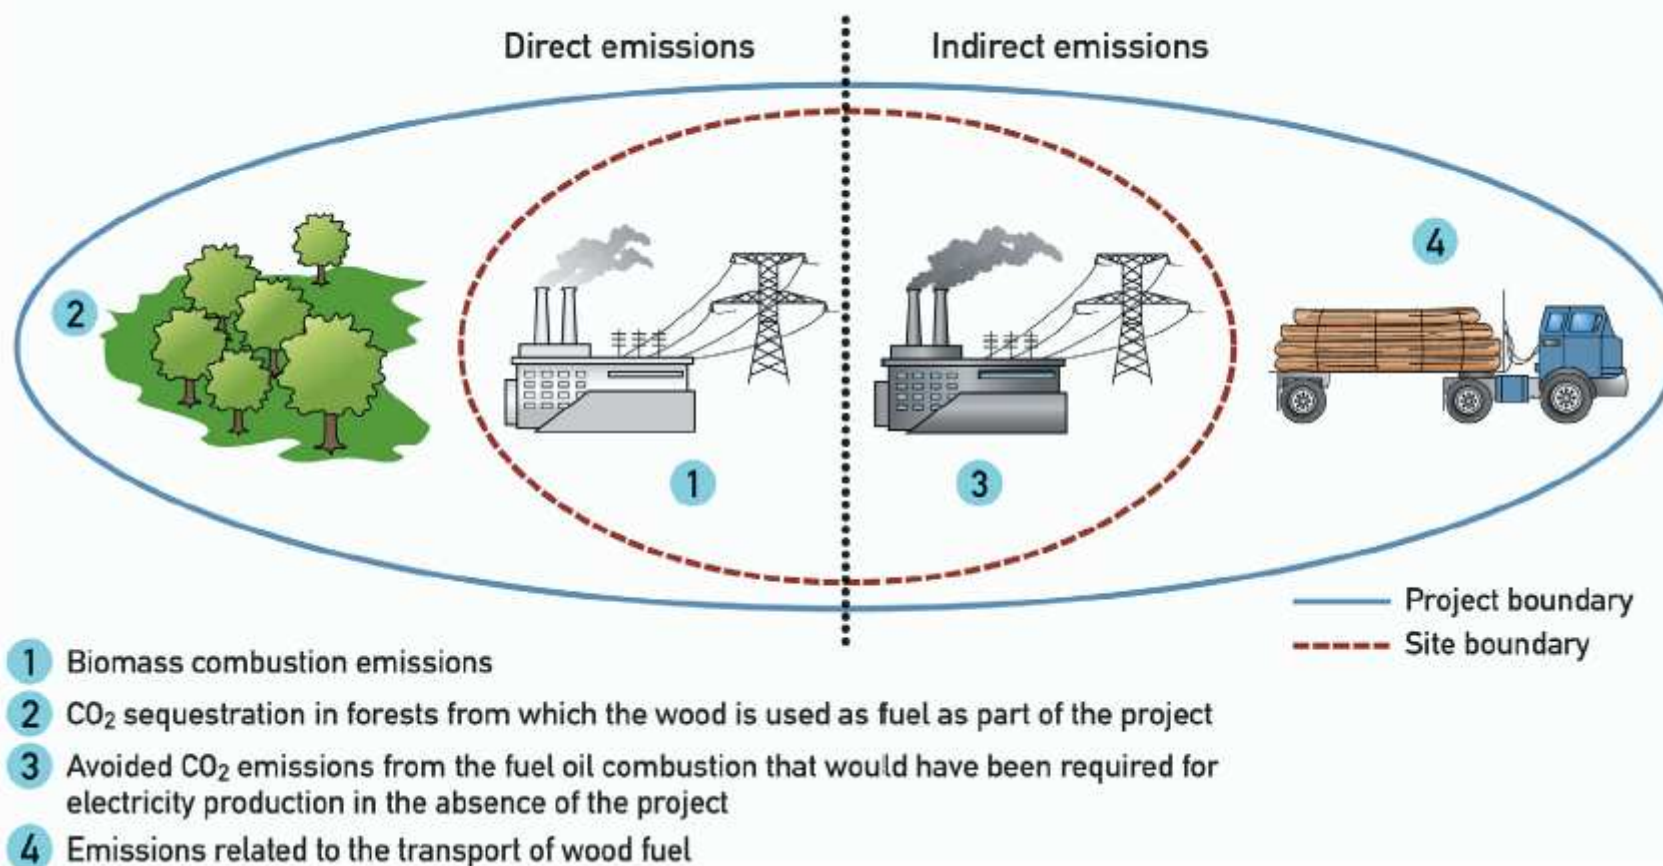 Direct emissions
Indirect emissions
2
4
1
3
Project boundary
Site boundary
1 Biomass combustion emissions
2 CO₂ sequestration in forests from which the wood is used as fuel as part of the project
3 Avoided CO₂ emissions from the fuel oil combustion that would have been required for
electricity production in the absence of the project
4 Emissions related to the transport of wood fuel